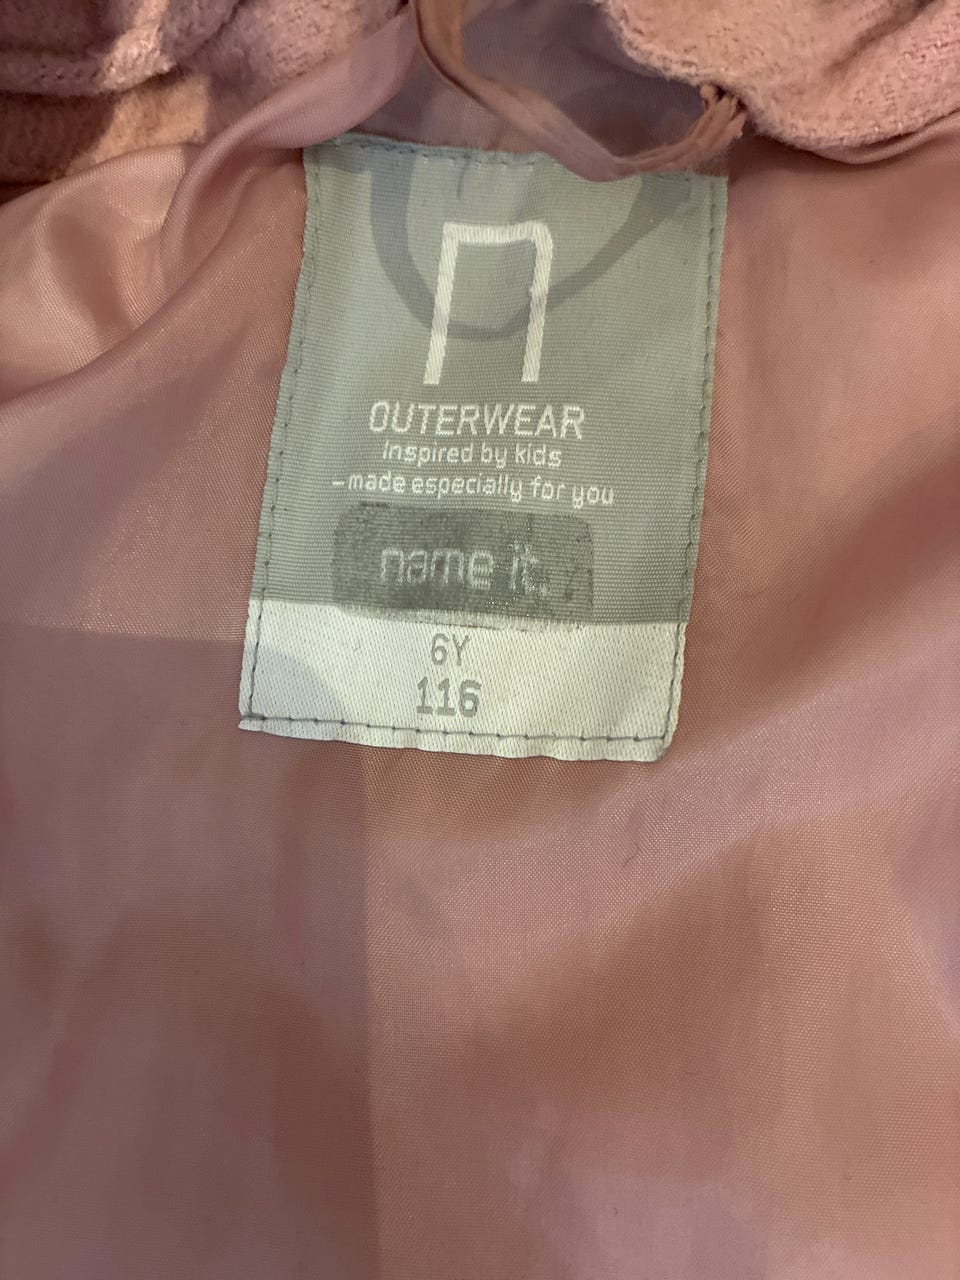 n
OUTERWEAR
inspired by kids
-made especially for you
name it.
6Y
116